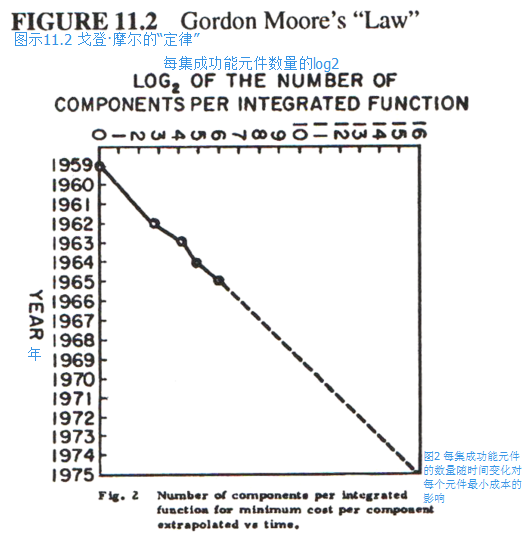 FIGURE 11.2 Gordon Moore's “Law”
图示11.2 戈登·摩尔的“定律”
每集成功能元件数量的log2
LOG₂ OF THE NUMBER OF
COMPONENTS PER INTEGRATED FUNCTION
0 1 2 3 4 5 6 7 8 9 10 11 12 13 14 15 16
1959
1960
1961
1962
1963
1964
1965
1966
1967
1968
1969
1970
1971
1972
1973
1974
1975
YEAR
年
图2 每集成功能元件
的数量随时间变化对
每个元件最小成本的
影响
Fig. 2 Number of components per integrated
function for minimum cost per component
extrapolated vs time.